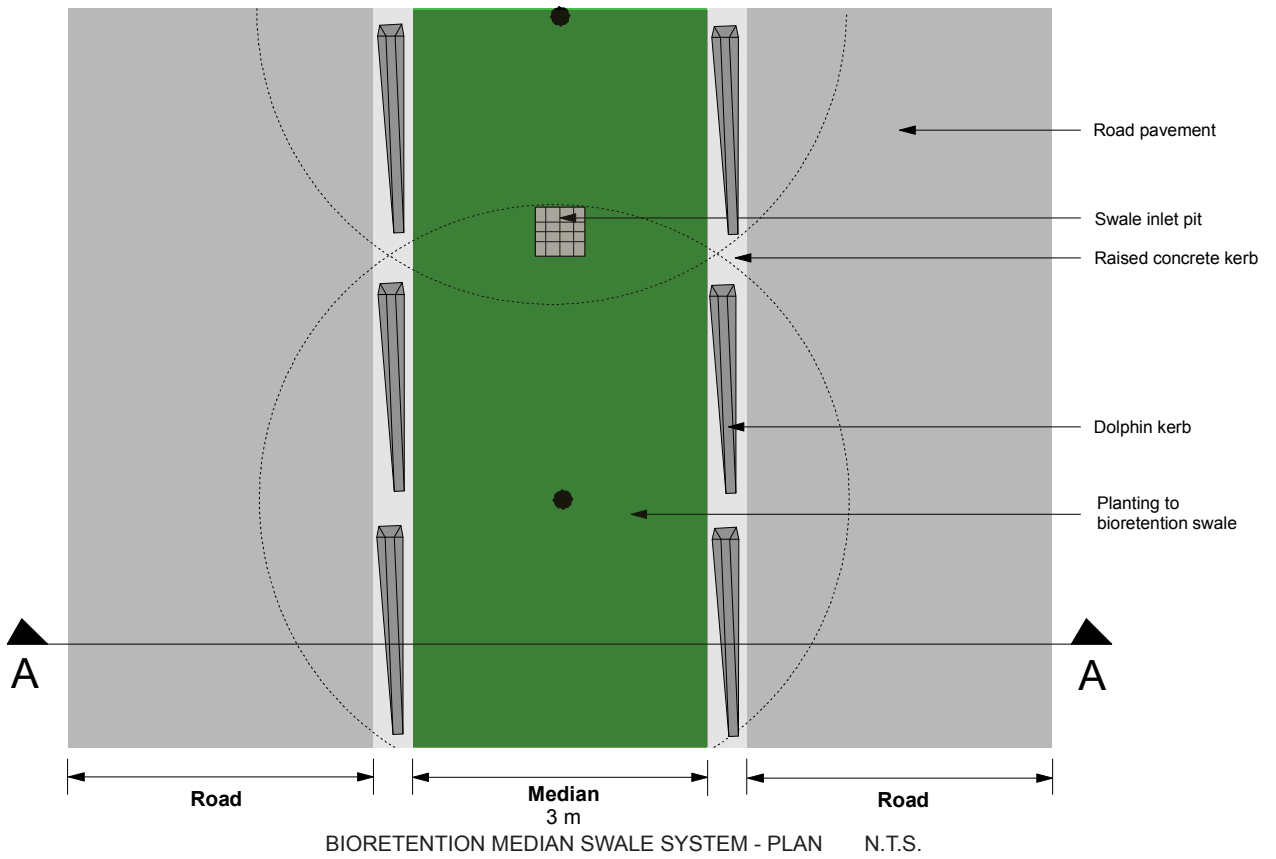 Road pavement
Swale inlet pit
Raised concrete kerb
Dolphin kerb
Planting to
bioretention swale
A
A
Road
Median
3 m
Road
BIORETENTION MEDIAN SWALE SYSTEM - PLAN N.T.S.